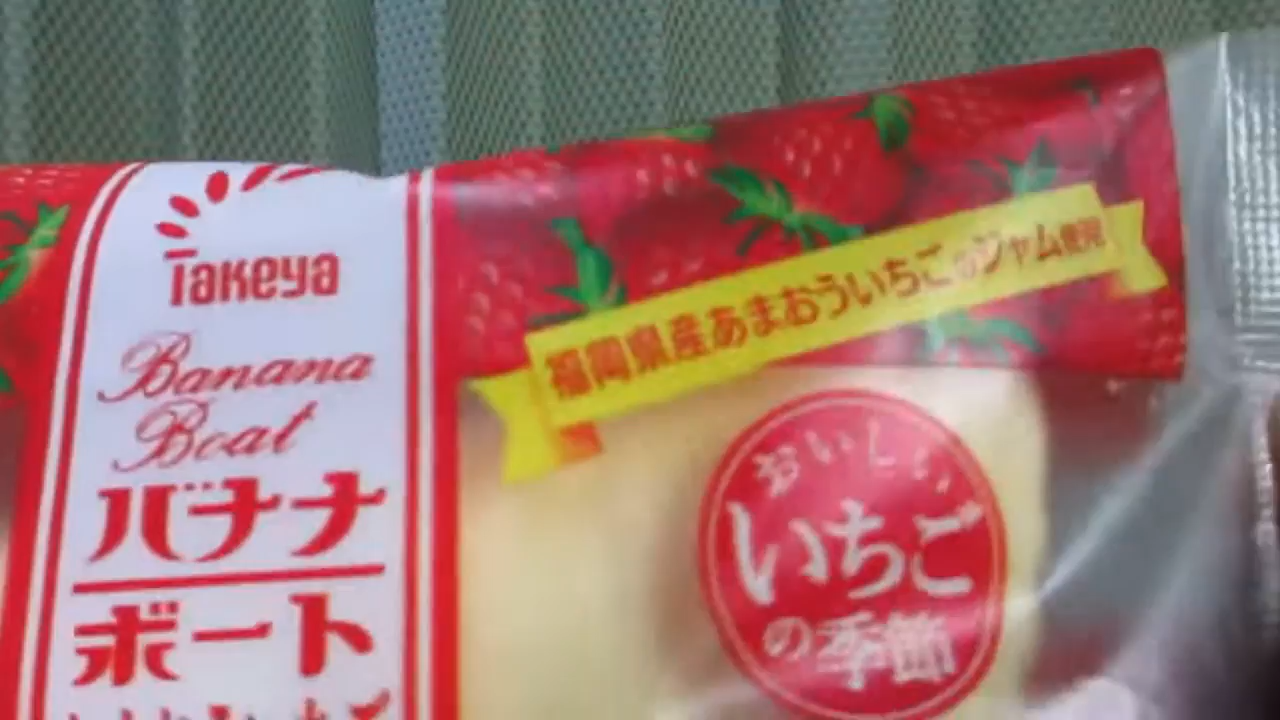 Takeya
Banana
Boat
バナナ
ボート
福岡県産あまおういちごのジャム使用
おいしい
いちご
の季節